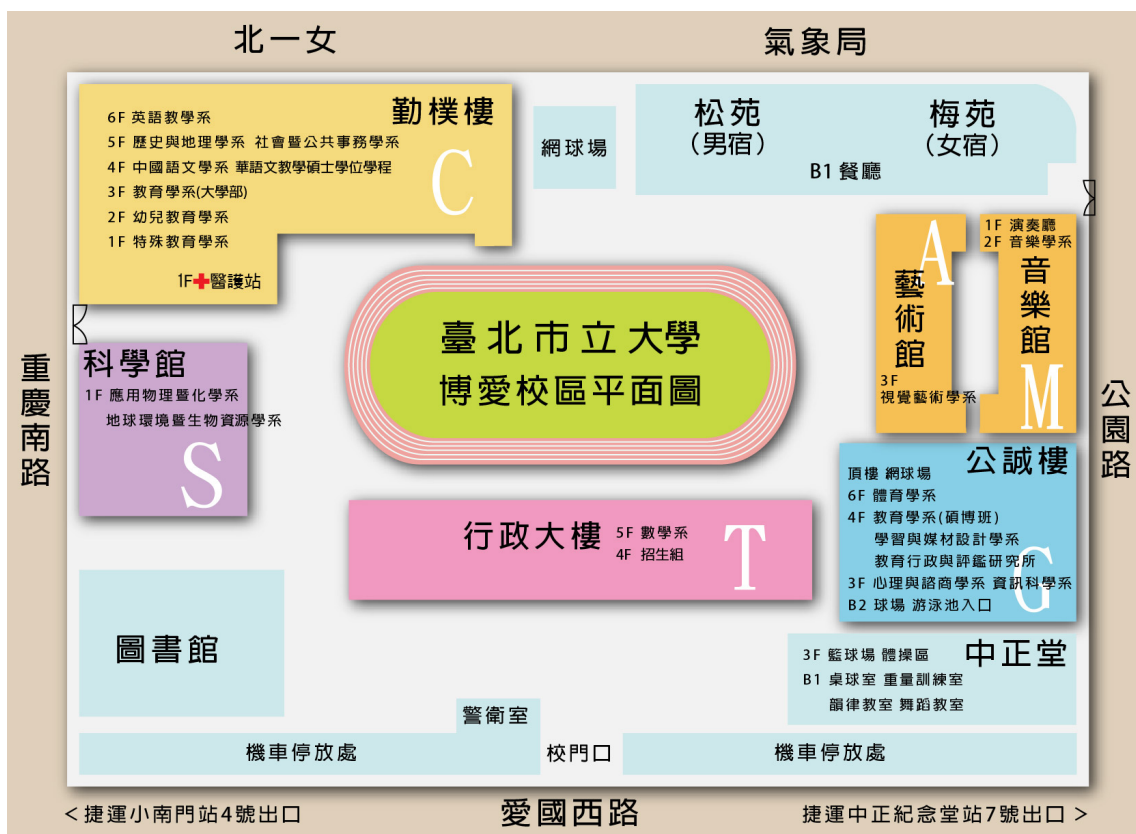 北一女
氣象局
勤樸樓
6F 英語教學系
5F 歷史與地理學系 社會暨公共事務學系
4F 中國語文學系 華語文教學碩士學位學程
3F 教育學系(大學部)
2F 幼兒教育學系
1F 特殊教育學系
C
1F 醫護站
網球場
松苑
(男宿)
梅苑
(女宿)
B1 餐廳
A
藝術館
3F
視覺藝術學系
1F 演奏廳
2F 音樂學系
音樂館
M
臺北市立大學
博愛校區平面圖
重慶南路
科學館
1F 應用物理暨化學系
地球環境暨生物資源學系
S
公園路
公誠樓
頂樓 網球場
6F 體育學系
4F 教育學系(碩博班)
學習與媒材設計學系
教育行政與評鑑研究所
3F 心理與諮商學系 資訊科學系
B2 球場 游泳池入口
G
行政大樓
5F 數學系
4F 招生組
T
圖書館
中正堂
3F 籃球場 體操區
B1 桌球室 重量訓練室
韻律教室 舞蹈教室
警衛室
機車停放處
校門口
機車停放處
< 捷運小南門站4號出口
愛國西路
捷運中正紀念堂站7號出口 >